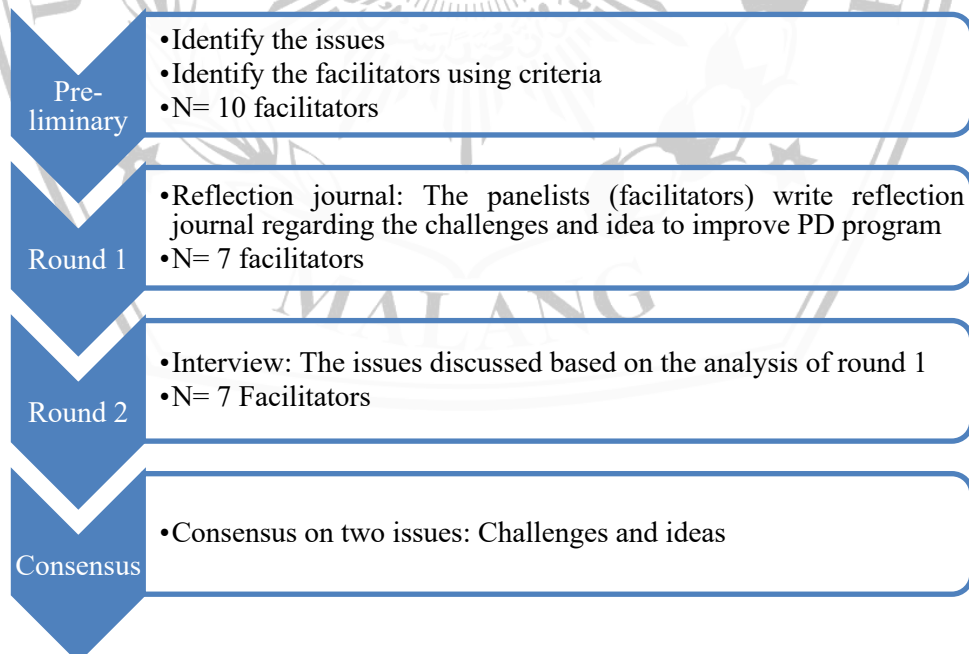 Pre-
liminary
•Identify the issues
•Identify the facilitators using criteria
•N= 10 facilitators
Round 1
•Reflection journal: The panelists (facilitators) write reflection
journal regarding the challenges and idea to improve PD program
•N= 7 facilitators
MALANG
Round 2
•Interview: The issues discussed based on the analysis of round 1
•N= 7 Facilitators
Consensus
•Consensus on two issues: Challenges and ideas